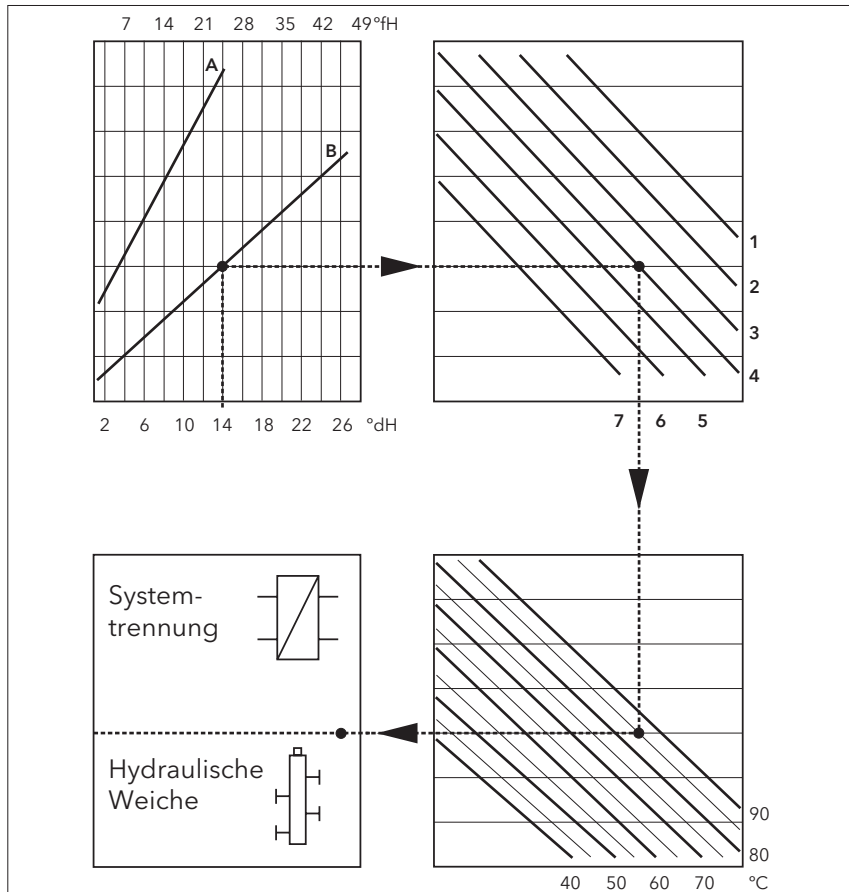 7 14 21 28 35 42 49 °fH
A
B
2 6 10 14 18 22 26 °dH
1
2
3
4
7 6 5
System-
trennung
Hydraulische
Weiche
90
80
40 50 60 70 °C